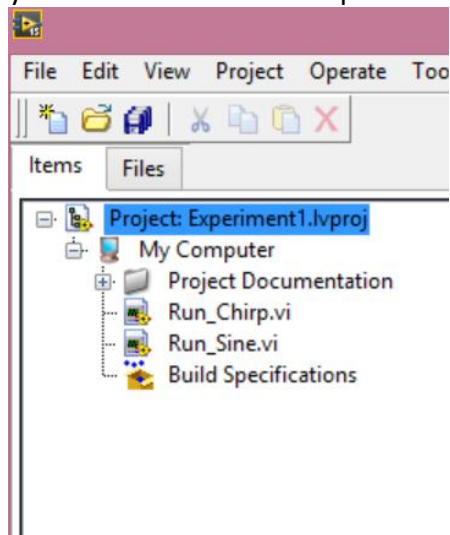 File Edit View Project Operate Too
Items Files
Project: Experiment1.lvproj
My Computer
Project Documentation
Run_Chirp.vi
Run_Sine.vi
Build Specifications